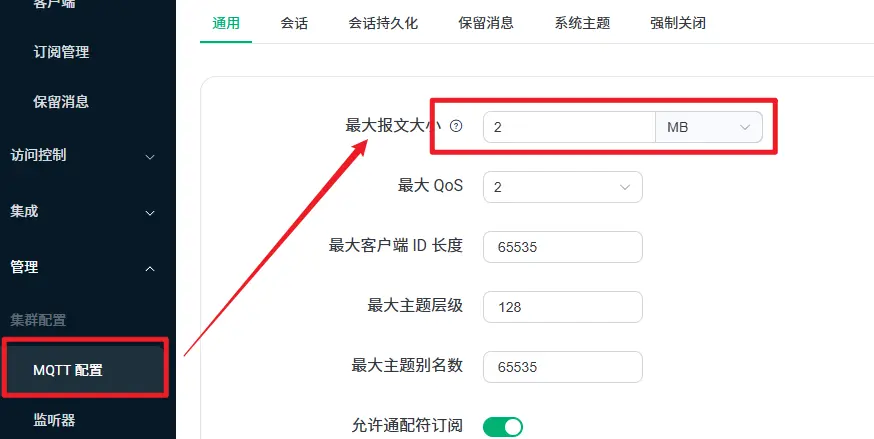 客户端
订阅管理
保留消息
访问控制
集成
管理
集群配置
MQTT 配置
监听器
通用 会话 会话持久化 保留消息 系统主题 强制关闭
最大报文大小 2 MB
最大 QoS 2
最大客户端 ID 长度 65535
最大主题层级 128
最大主题别名数 65535
允许通配符订阅